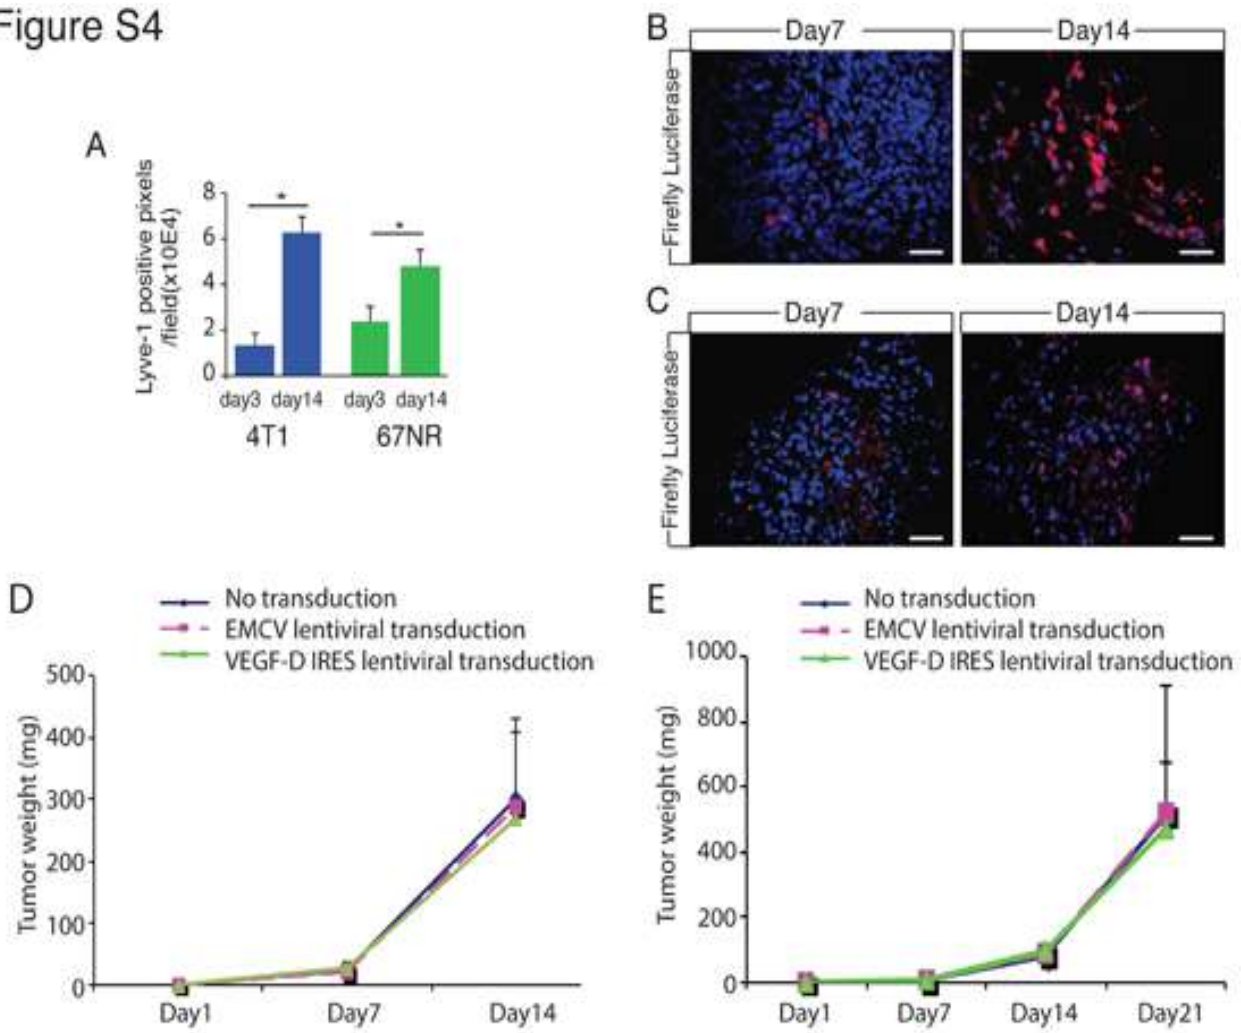 Figure S4
A
Lyve-1 positive pixels
/field(x10E4)
8
6
4
2
0
*
*
day3 day14 day3 day14
4T1 67NR
B
Day7 Day14
Firefly Luciferase
C
Day7 Day14
Firefly Luciferase
D
No transduction
EMCV lentiviral transduction
VEGF-D IRES lentiviral transduction
Tumor weight (mg)
500
400
300
200
100
0
Day1 Day7 Day14
E
No transduction
EMCV lentiviral transduction
VEGF-D IRES lentiviral transduction
Tumor weight (mg)
1000
800
600
400
200
0
Day1 Day7 Day14 Day21